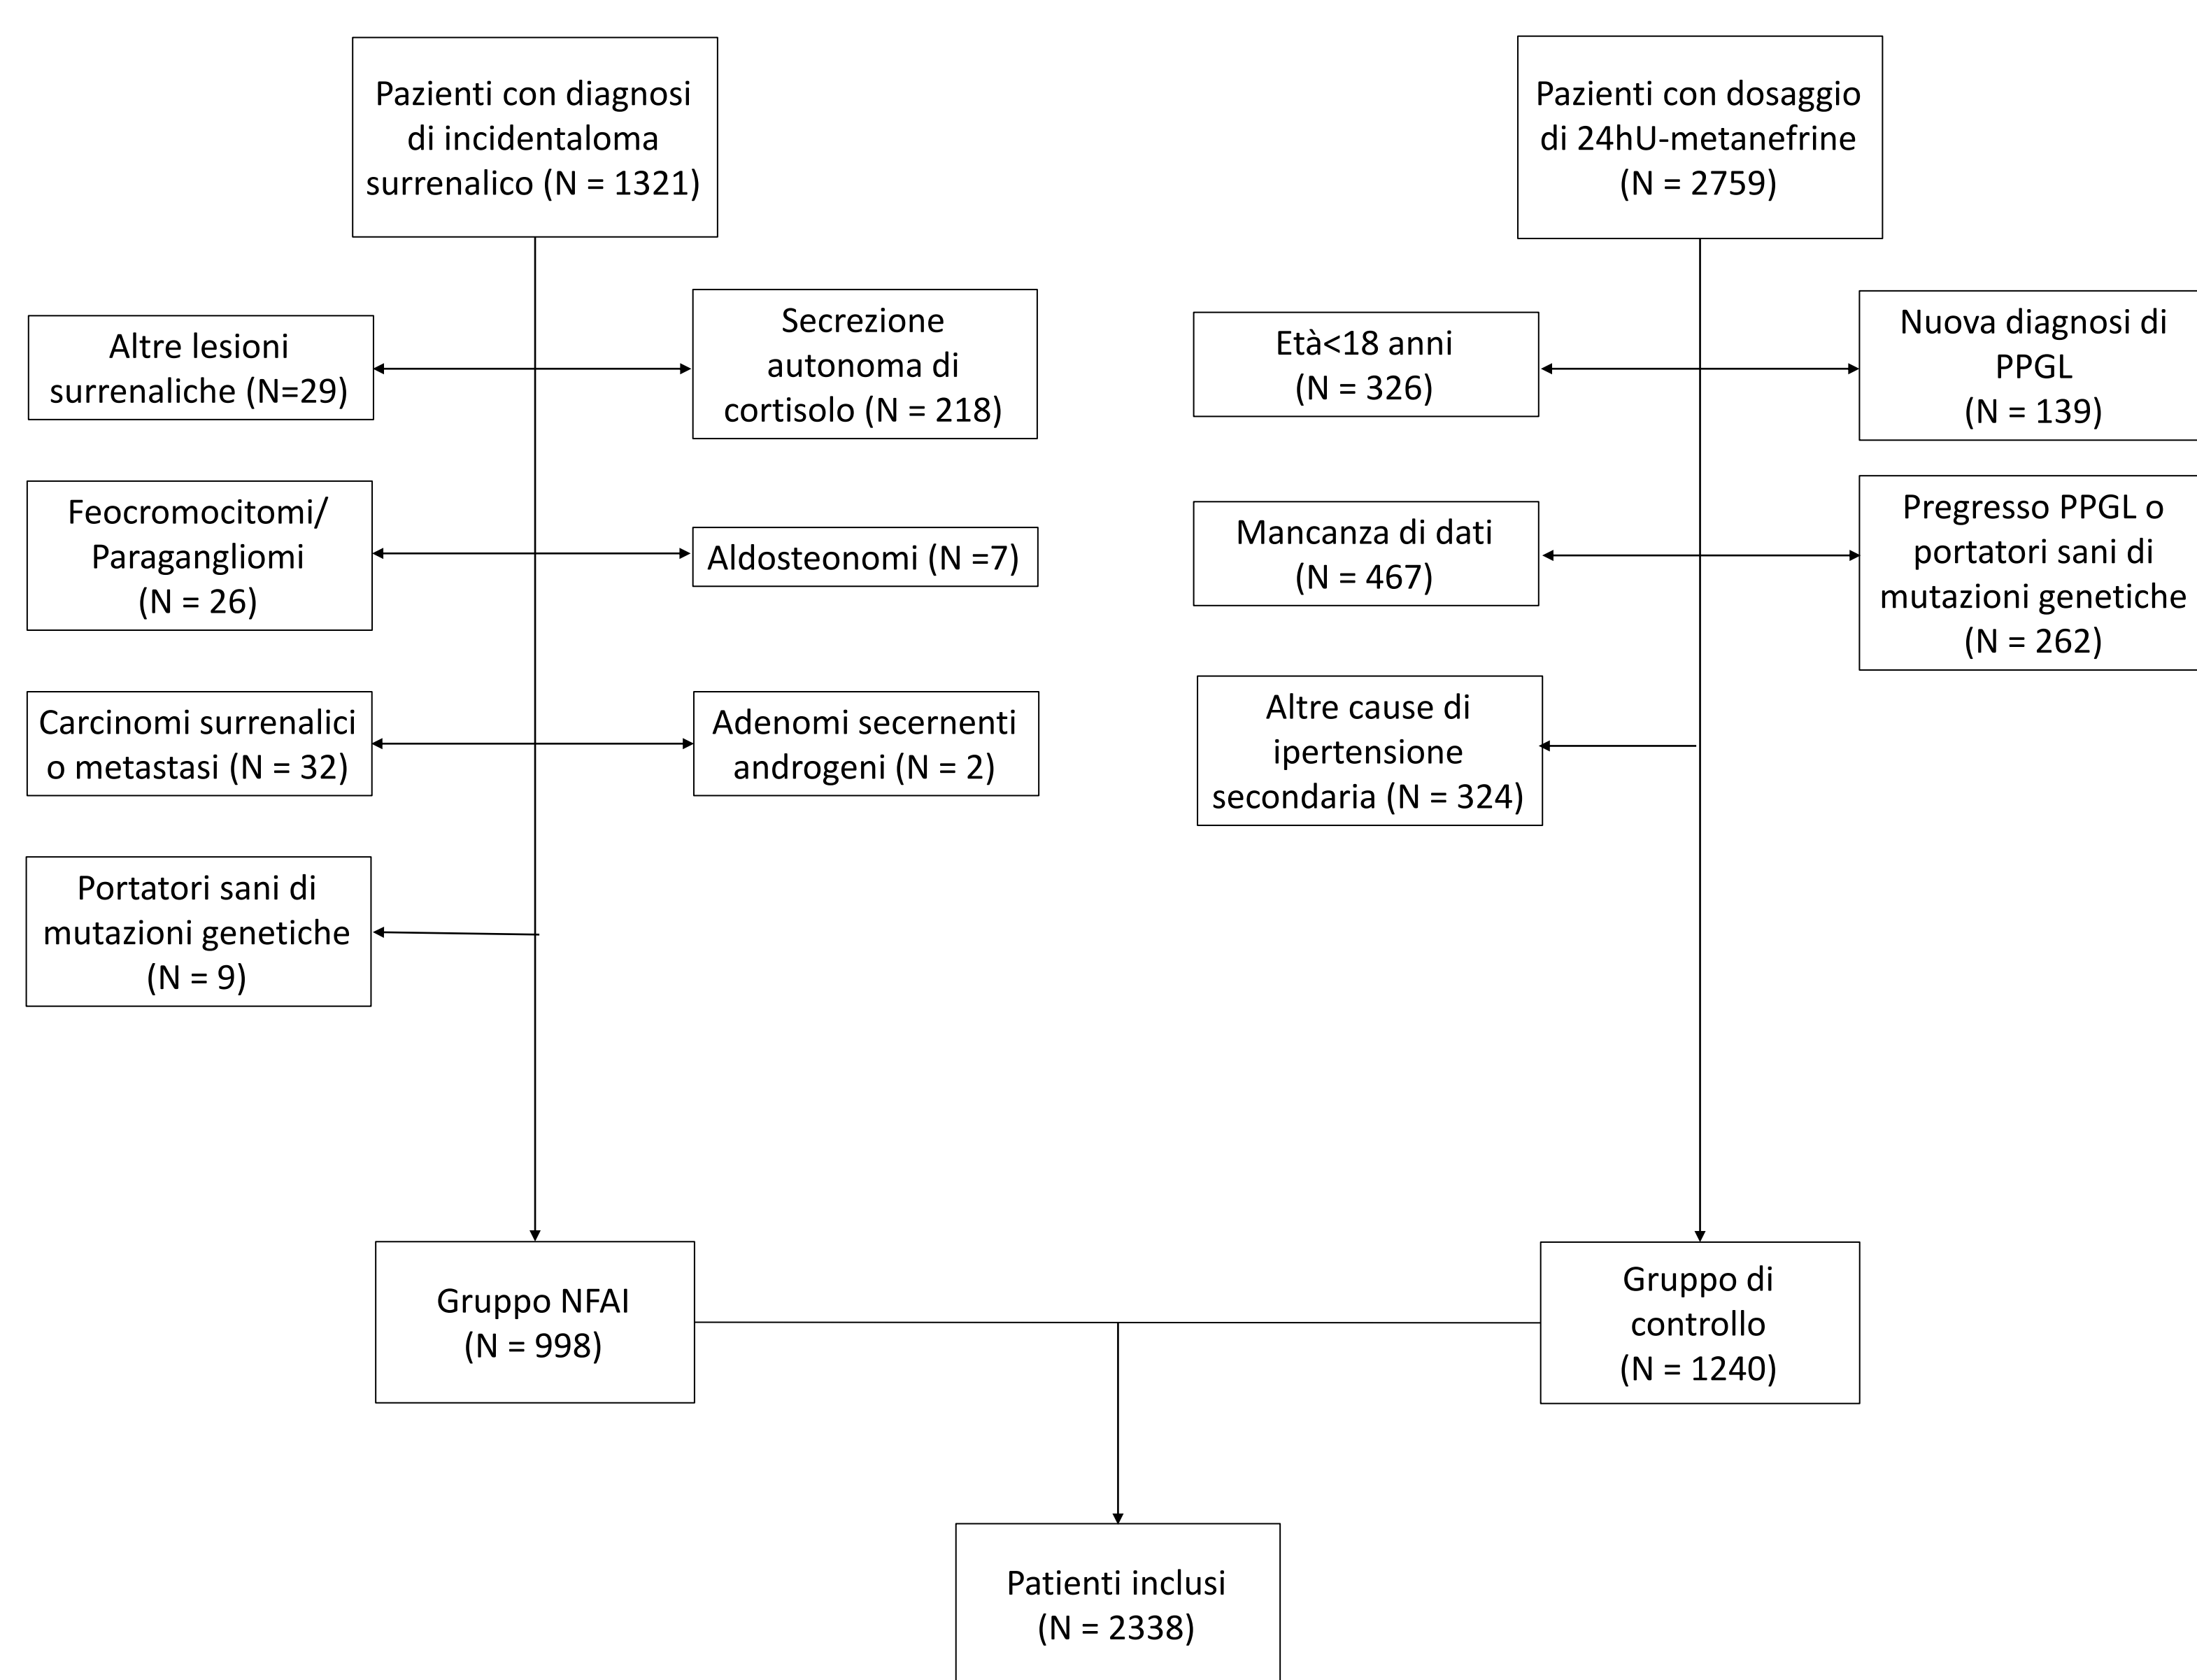 Pazienti con diagnosi
di incidentaloma
surrenalico (N = 1321)
Pazienti con dosaggio
di 24hU-metanefrine
(N = 2759)
Altre lesioni
surrenaliche (N=29)
Secrezione
autonoma di
cortisolo (N = 218)
Età<18 anni
(N = 326)
Nuova diagnosi di
PPGL
(N = 139)
Feocromocitomi/
Paragangliomi
(N = 26)
Aldosteonomi (N =7)
Mancanza di dati
(N = 467)
Pregresso PPGL o
portatori sani di
mutazioni genetiche
(N = 262)
Carcinomi surrenalici
o metastasi (N = 32)
Adenomi secernenti
androgeni (N = 2)
Altre cause di
ipertensione
secondaria (N = 324)
Portatori sani di
mutazioni genetiche
(N = 9)
Gruppo NFAI
(N = 998)
Gruppo di
controllo
(N = 1240)
Patienti inclusi
(N = 2338)